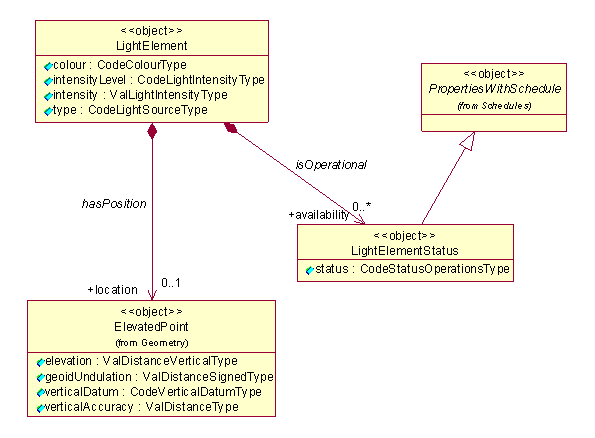 <<object>>
LightElement
colour : CodeColourType
intensityLevel : CodeLightIntensityType
intensity : ValLightIntensityType
type : CodeLightSourceType
<<object>>
PropertiesWithSchedule
(from Schedules)
hasPosition
isOperational
0..*
+availability
<<object>>
LightElementStatus
status : CodeStatusOperationsType
0..1
+location
<<object>>
ElevatedPoint
(from Geometry)
elevation : ValDistanceVerticalType
geoidUndulation : ValDistanceSignedType
verticalDatum : CodeVerticalDatumType
verticalAccuracy : ValDistanceType